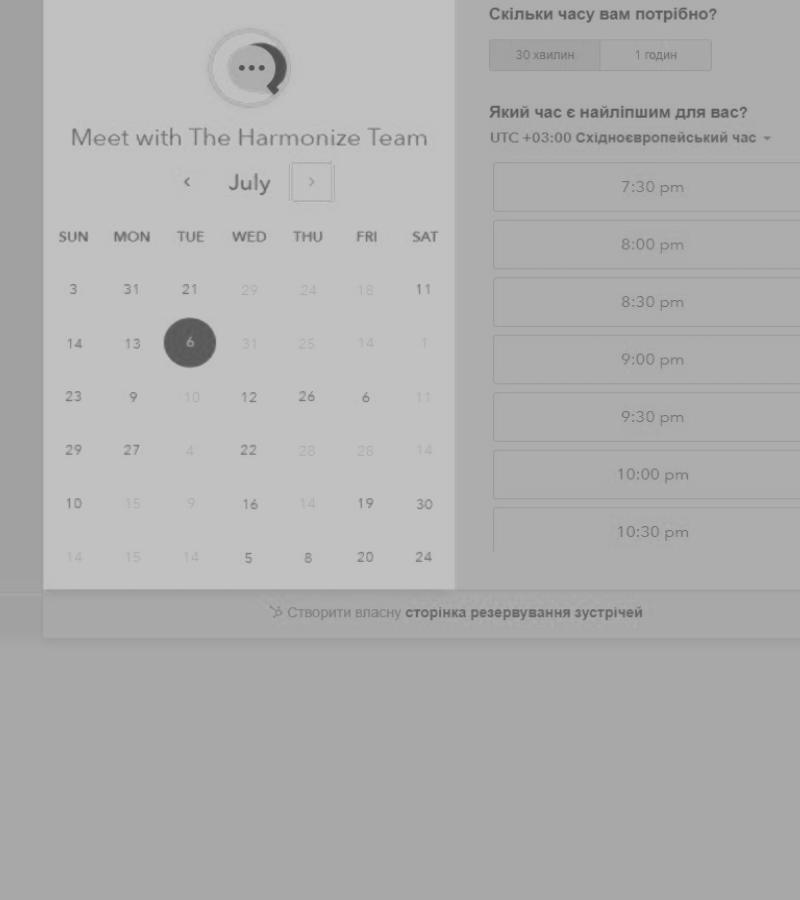 Meet with The Harmonize Team
July
SUN MON TUE WED THU FRI SAT
3 31 21 29 24 18 11
14 13 6 31 25 14 1
23 9 10 12 26 6 11
29 27 4 22 28 28 14
10 15 9 16 14 19 30
14 15 14 5 8 20 24
Скільки часу вам потрібно?
30 хвилин 1 годин
Який час є найліпшим для вас?
UTC +03:00 Східноєвропейський час
7:30 pm
8:00 pm
8:30 pm
9:00 pm
9:30 pm
10:00 pm
10:30 pm
Створити власну сторінка резервування зустрічей